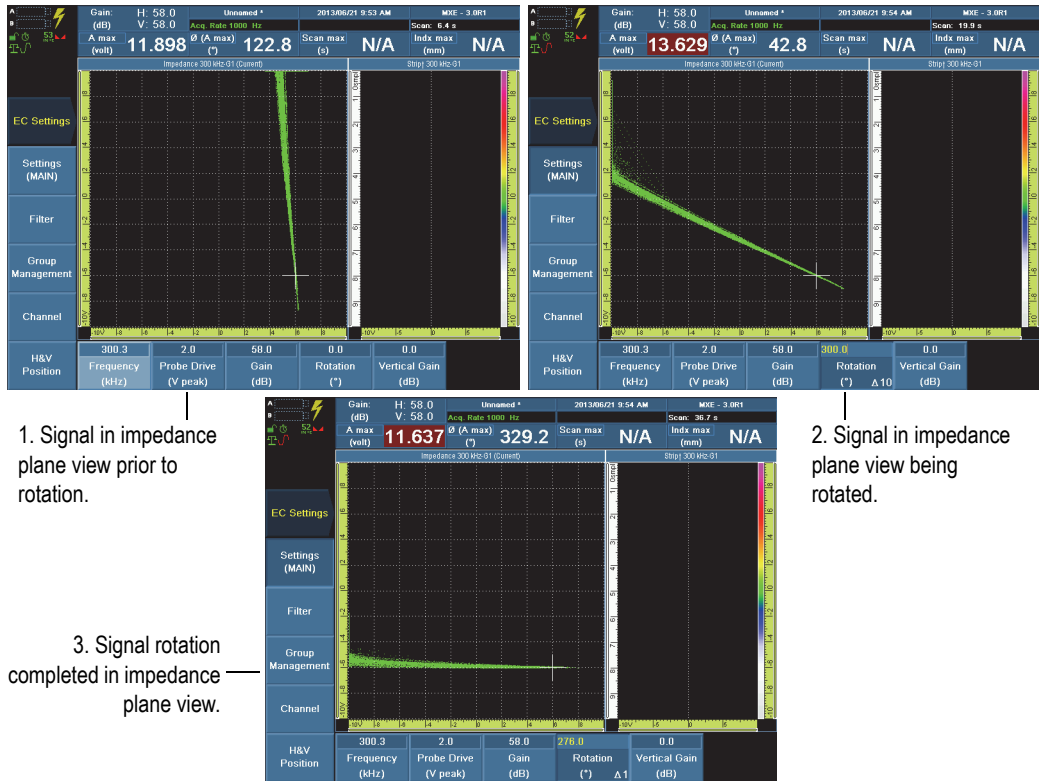 A
B
53
Gain: H: 58.0
(dB) V: 58.0
Unnamed *
Acq. Rate 1000 Hz
2013/06/21 9:53 AM
MXE - 3.0R1
Scan: 6.4 s
A max
(volt)
11.898
Ø (A max)
(°)
122.8
Scan max
(s)
N/A
Indx max
(mm)
N/A
Impedance 300 kHz-G1 (Current)
Strip† 300 kHz-G1
EC Settings
Settings
(MAIN)
Filter
Group
Management
Channel
H&V
Position
300.3
Frequency
(kHz)
2.0
Probe Drive
(V peak)
58.0
Gain
(dB)
0.0
Rotation
(°)
0.0
Vertical Gain
(dB)
A
B
52
Gain: H: 58.0
(dB) V: 58.0
Unnamed *
Acq. Rate 1000 Hz
2013/06/21 9:54 AM
MXE - 3.0R1
Scan: 19.9 s
A max
(volt)
13.629
Ø (A max)
(°)
42.8
Scan max
(s)
N/A
Indx max
(mm)
N/A
Impedance 300 kHz-G1 (Current)
Strip† 300 kHz-G1
EC Settings
Settings
(MAIN)
Filter
Group
Management
Channel
H&V
Position
300.3
Frequency
(kHz)
2.0
Probe Drive
(V peak)
58.0
Gain
(dB)
300.0
Rotation
(°) Δ 10
0.0
Vertical Gain
(dB)
1. Signal in impedance
plane view prior to
rotation.
2. Signal in impedance
plane view being
rotated.
A
B
52
Gain: H: 58.0
(dB) V: 58.0
Unnamed *
Acq. Rate 1000 Hz
2013/06/21 9:54 AM
MXE - 3.0R1
Scan: 36.7 s
A max
(volt)
11.637
Ø (A max)
(°)
329.2
Scan max
(s)
N/A
Indx max
(mm)
N/A
Impedance 300 kHz-G1 (Current)
Strip† 300 kHz-G1
EC Settings
Settings
(MAIN)
Filter
Group
Management
Channel
H&V
Position
300.3
Frequency
(kHz)
2.0
Probe Drive
(V peak)
58.0
Gain
(dB)
276.0
Rotation
(°) Δ 1
0.0
Vertical Gain
(dB)
3. Signal rotation
completed in impedance
plane view.